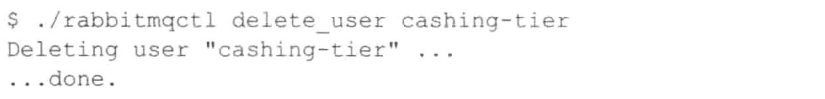 $ ./rabbitmqctl delete_user cashing-tier
Deleting user "cashing-tier" ...
...done.